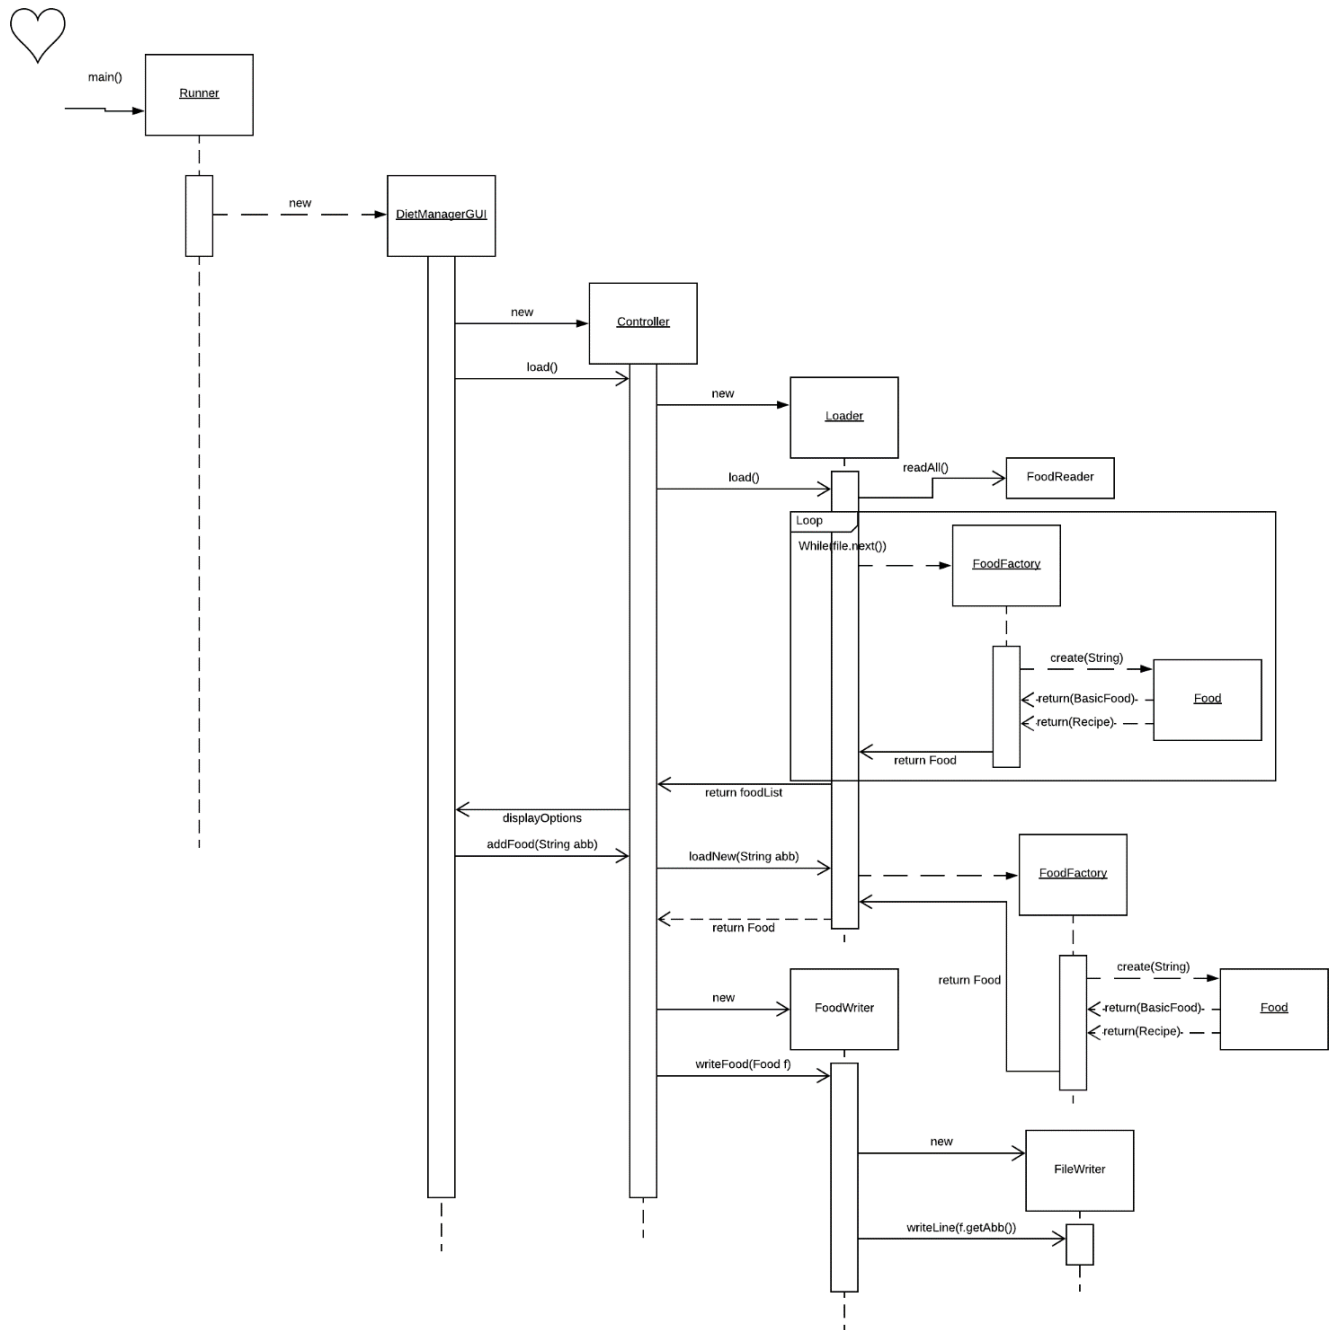 main()
Runner
new
DietManagerGUI
new
Controller
load()
new
Loader
load()
readAll()
FoodReader
Loop
While(file.next())
FoodFactory
create(String)
return(BasicFood)
Food
return(Recipe)
return Food
return foodList
displayOptions
addFood(String abb)
loadNew(String abb)
FoodFactory
return Food
create(String)
return Food
new
FoodWriter
return(BasicFood)
Food
return(Recipe)
writeFood(Food f)
new
FileWriter
writeLine(f.getAbb())